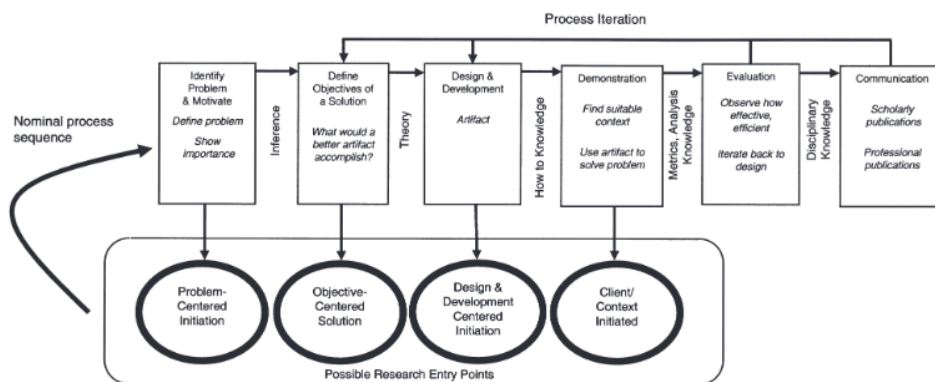 Process Iteration
Nominal process
sequence
Identify
Problem
& Motivate
Define problem
Show
importance
Inference
Define
Objectives of
a Solution
What would a
better artifact
accomplish?
Theory
Design &
Development
Artifact
How to Knowledge
Demonstration
Find suitable
context
Use artifact to
solve problem
Metrics, Analysis
Knowledge
Evaluation
Observe how
effective,
efficient
Iterate back to
design
Disciplinary
Knowledge
Communication
Scholarly
publications
Professional
publications
Problem-
Centered
Initiation
Objective-
Centered
Solution
Design &
Development
Centered
Initiation
Client/
Context
Initiated
Possible Research Entry Points